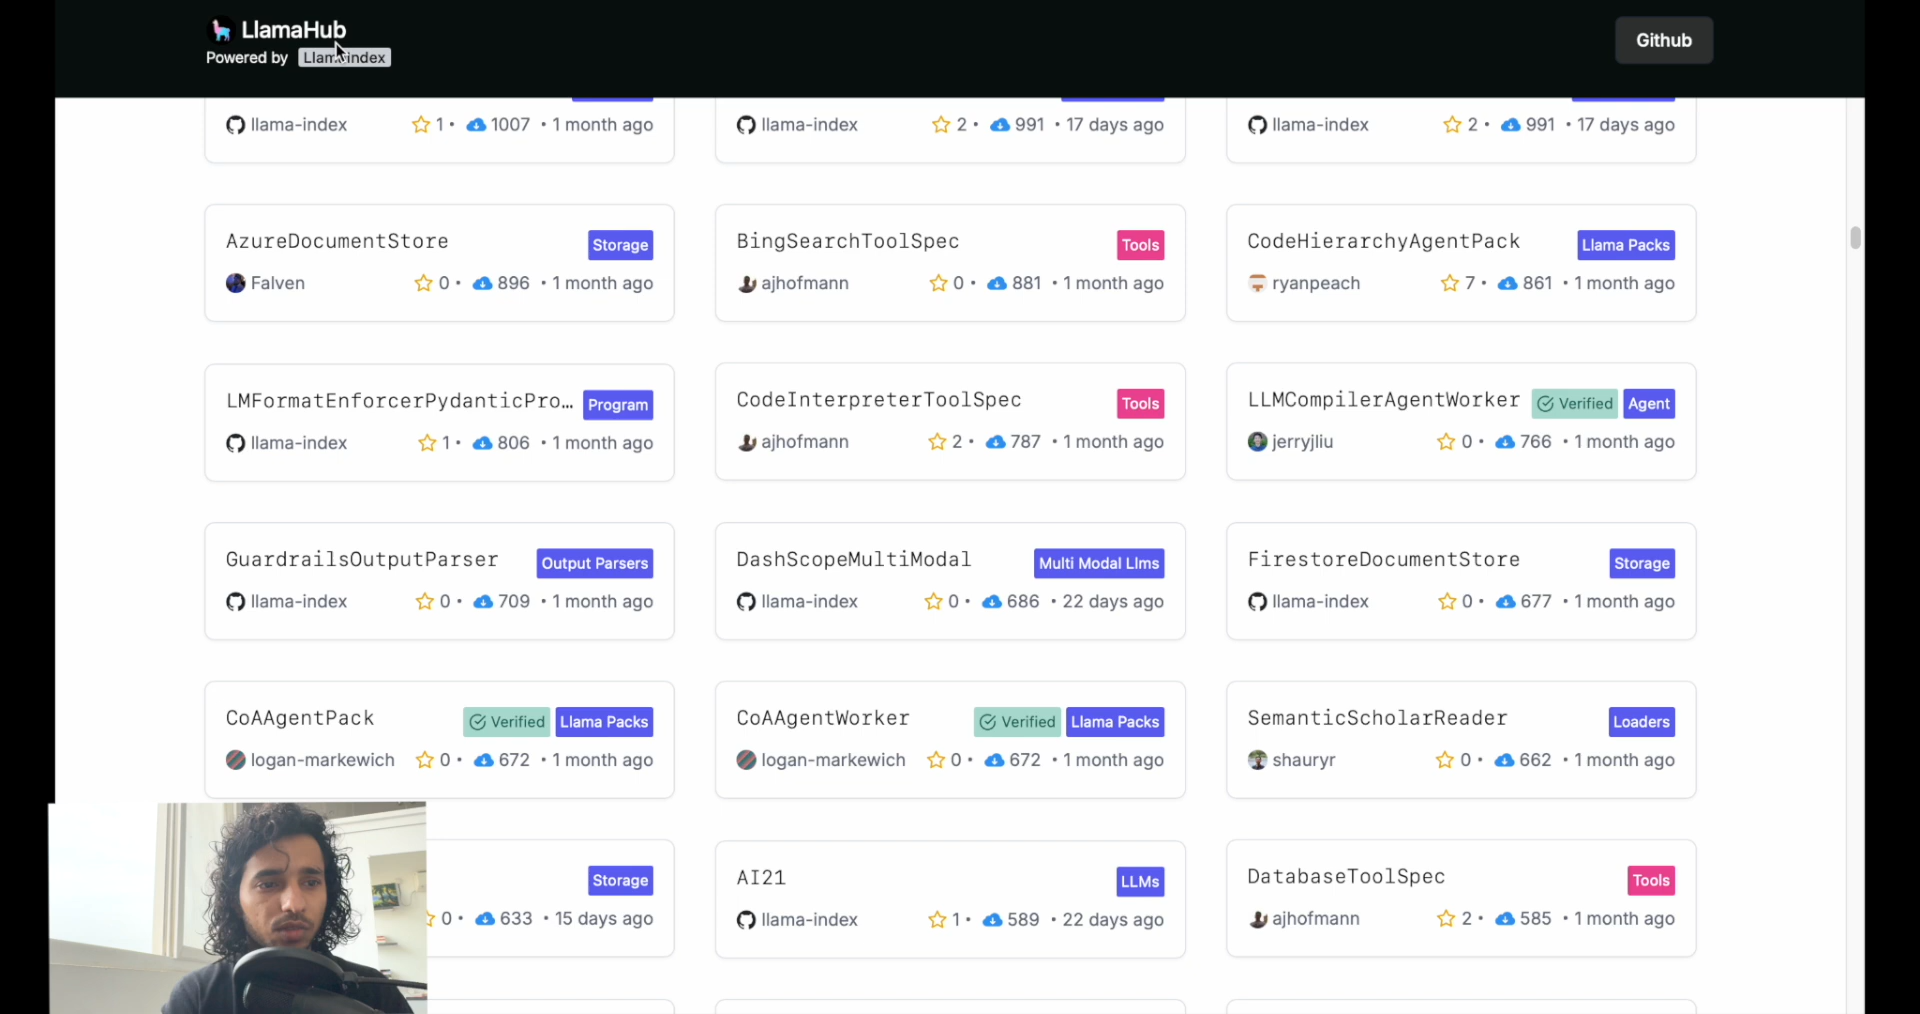 LlamaHub
Github
Powered by LlamaIndex
llama-index 1 • 1007 • 1 month ago
llama-index 2 • 991 • 17 days ago
llama-index 2 • 991 • 17 days ago
AzureDocumentStore Storage
Falven 0 • 896 • 1 month ago
BingSearchToolSpec Tools
ajhofmann 0 • 881 • 1 month ago
CodeHierarchyAgentPack Llama Packs
ryanpeach 7 • 861 • 1 month ago
LMFormatEnforcerPydanticPro... Program
llama-index 1 • 806 • 1 month ago
CodeInterpreterToolSpec Tools
ajhofmann 2 • 787 • 1 month ago
LLMCompilerAgentWorker Verified Agent
jerryjliu 0 • 766 • 1 month ago
GuardrailsOutputParser Output Parsers
llama-index 0 • 709 • 1 month ago
DashScopeMultiModal Multi Modal Llms
llama-index 0 • 686 • 22 days ago
FirestoreDocumentStore Storage
llama-index 0 • 677 • 1 month ago
CoAAgentPack Verified Llama Packs
logan-markewich 0 • 672 • 1 month ago
CoAAgentWorker Verified Llama Packs
logan-markewich 0 • 672 • 1 month ago
SemanticScholarReader Loaders
shauryr 0 • 662 • 1 month ago
Storage
0 • 633 • 15 days ago
AI21 LLMs
llama-index 1 • 589 • 22 days ago
DatabaseToolSpec Tools
ajhofmann 2 • 585 • 1 month ago